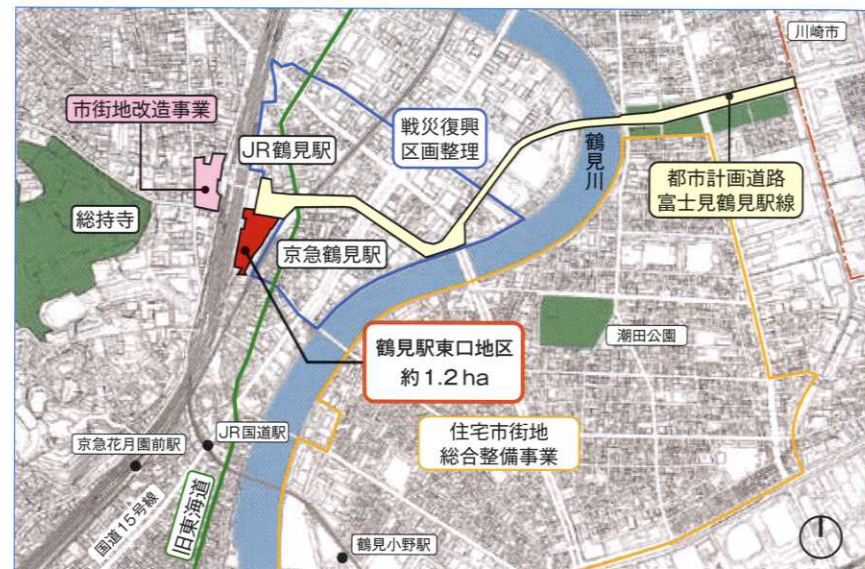 川崎市
市街地改造事業
JR鶴見駅
戦災復興
区画整理
鶴見川
都市計画道路
富士見鶴見駅線
総持寺
京急鶴見駅
鶴見駅東口地区
約1.2ha
潮田公園
京急花月園前駅
JR国道駅
住宅市街地
総合整備事業
国道15号線
旧東海道
鶴見小野駅